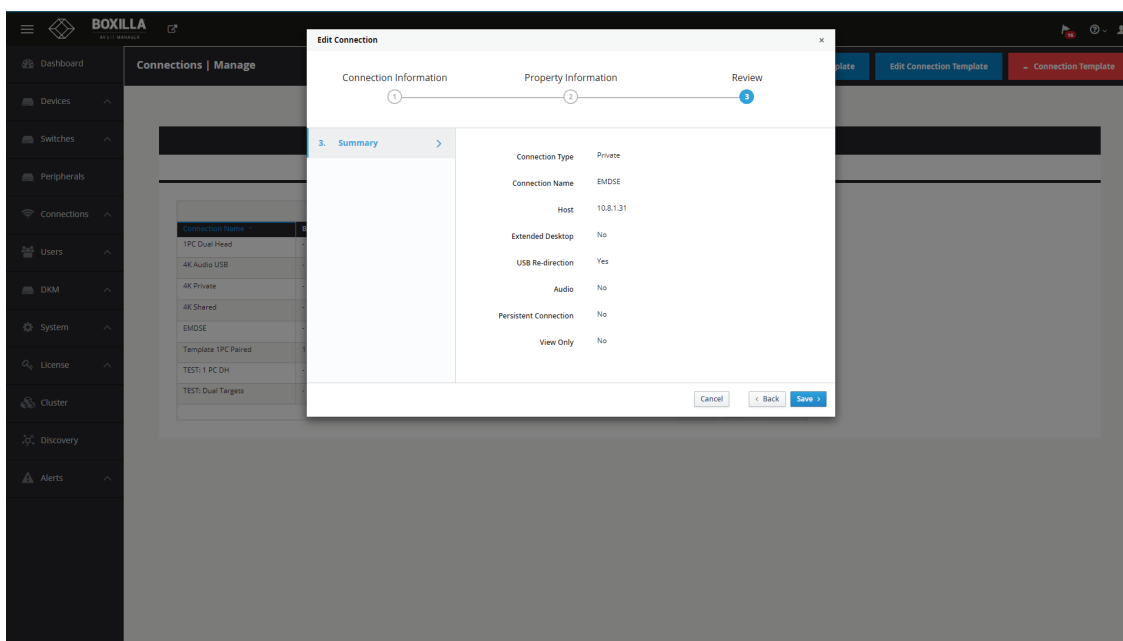 BOXILLA
Dashboard
Devices
Switches
Peripherals
Connections
Users
DKM
System
License
Cluster
Discovery
Alerts
Connections | Manage
plate
Edit Connection Template
- Connection Template
Connection Name
B
1PC Dual Head
4K Audio USB
4K Private
4K Shared
EMDSE
Template 1PC Paired
1
TEST: 1 PC DH
TEST: Dual Targets
Edit Connection
×
Connection Information
Property Information
Review
1
2
3
3. Summary
Connection Type Private
Connection Name EMDSE
Host 10.8.1.31
Extended Desktop No
USB Re-direction Yes
Audio No
Persistent Connection No
View Only No
Cancel
< Back
Save >